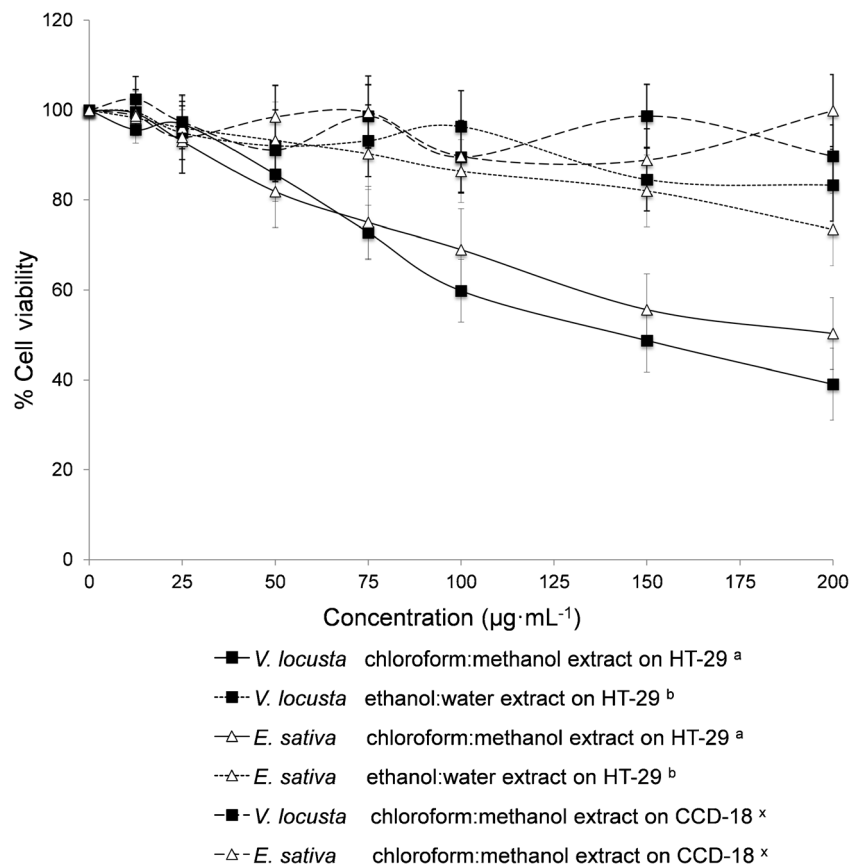 120
100
80
60
40
20
0
% Cell viability
0 25 50 75 100 125 150 175 200
Concentration (µg·mL⁻¹)
V. locusta chloroform:methanol extract on HT-29 ᵃ
V. locusta ethanol:water extract on HT-29 ᵇ
E. sativa chloroform:methanol extract on HT-29 ᵃ
E. sativa ethanol:water extract on HT-29 ᵇ
V. locusta chloroform:methanol extract on CCD-18 ˣ
E. sativa chloroform:methanol extract on CCD-18 ˣ